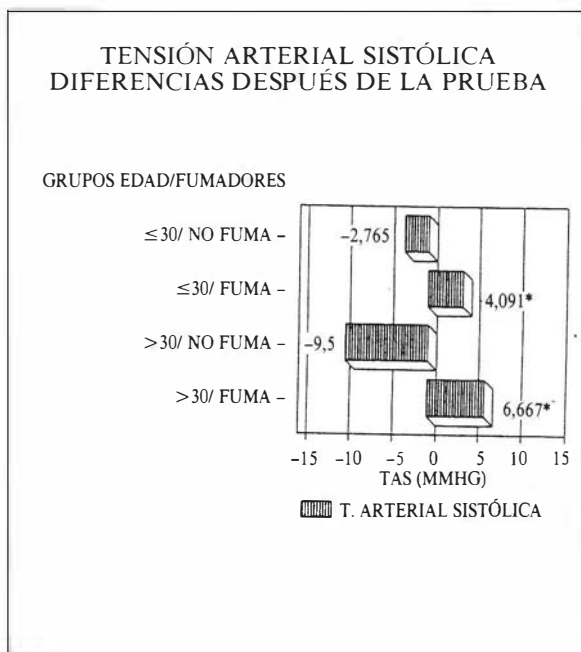 TENSIÓN ARTERIAL SISTÓLICA
DIFERENCIAS DESPUÉS DE LA PRUEBA
GRUPOS EDAD/FUMADORES
≤30/ NO FUMA – –2,765
≤30/ FUMA – 4,091*
>30/ NO FUMA – –9,5
>30/ FUMA – 6,667*
–15 –10 –5 0 5 10 15
TAS (MMHG)
T. ARTERIAL SISTÓLICA